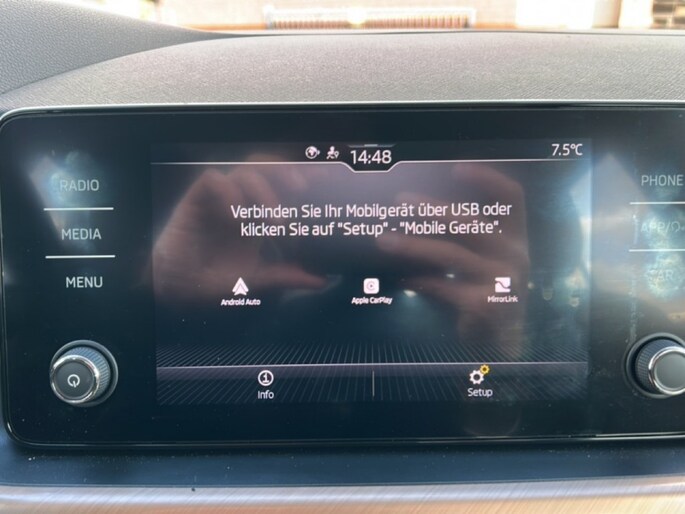 14:48
7.5°C
RADIO
PHONE
Verbinden Sie Ihr Mobilgerät über USB oder
klicken Sie auf "Setup" - "Mobile Geräte".
MEDIA
MENU
Android Auto
Apple CarPlay
MirrorLink
Info
Setup